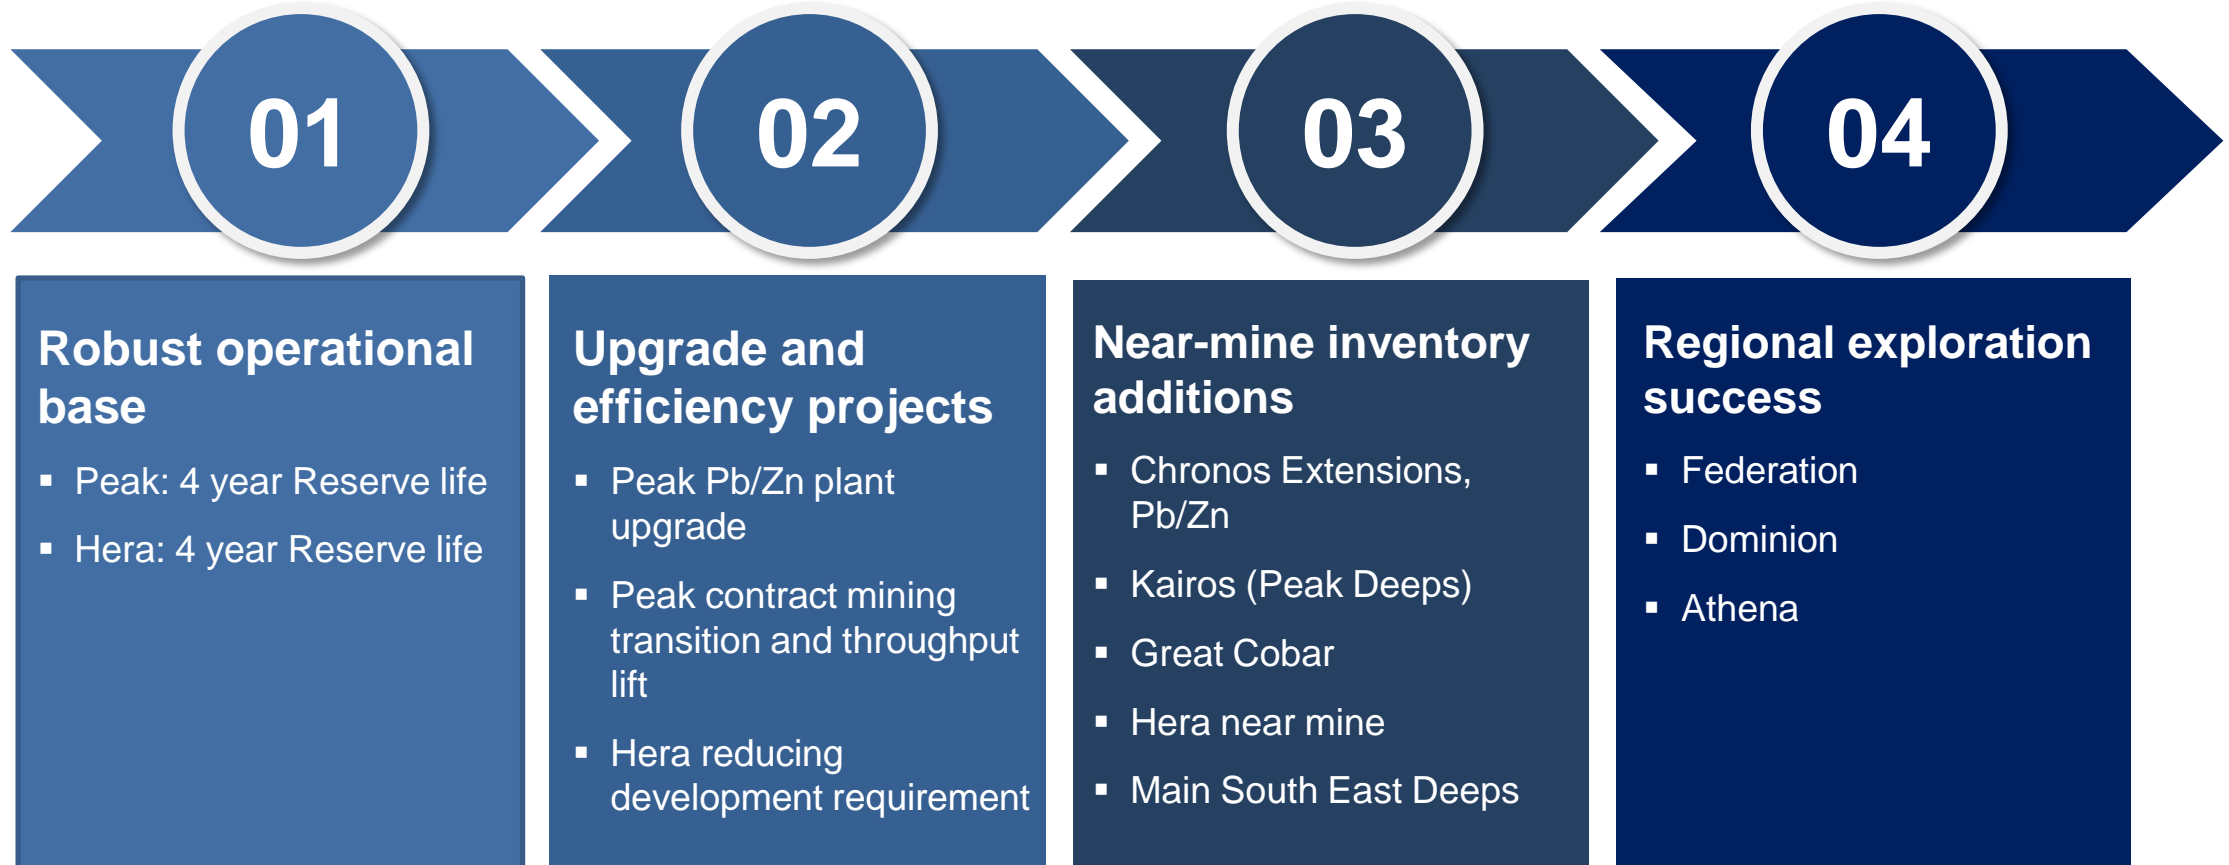 01
02
03
04
Robust operational
base
▪ Peak: 4 year Reserve life
▪ Hera: 4 year Reserve life
Upgrade and
efficiency projects
▪ Peak Pb/Zn plant
upgrade
▪ Peak contract mining
transition and throughput
lift
▪ Hera reducing
development requirement
Near-mine inventory
additions
▪ Chronos Extensions,
Pb/Zn
▪ Kairos (Peak Deeps)
▪ Great Cobar
▪ Hera near mine
▪ Main South East Deeps
Regional exploration
success
▪ Federation
▪ Dominion
▪ Athena